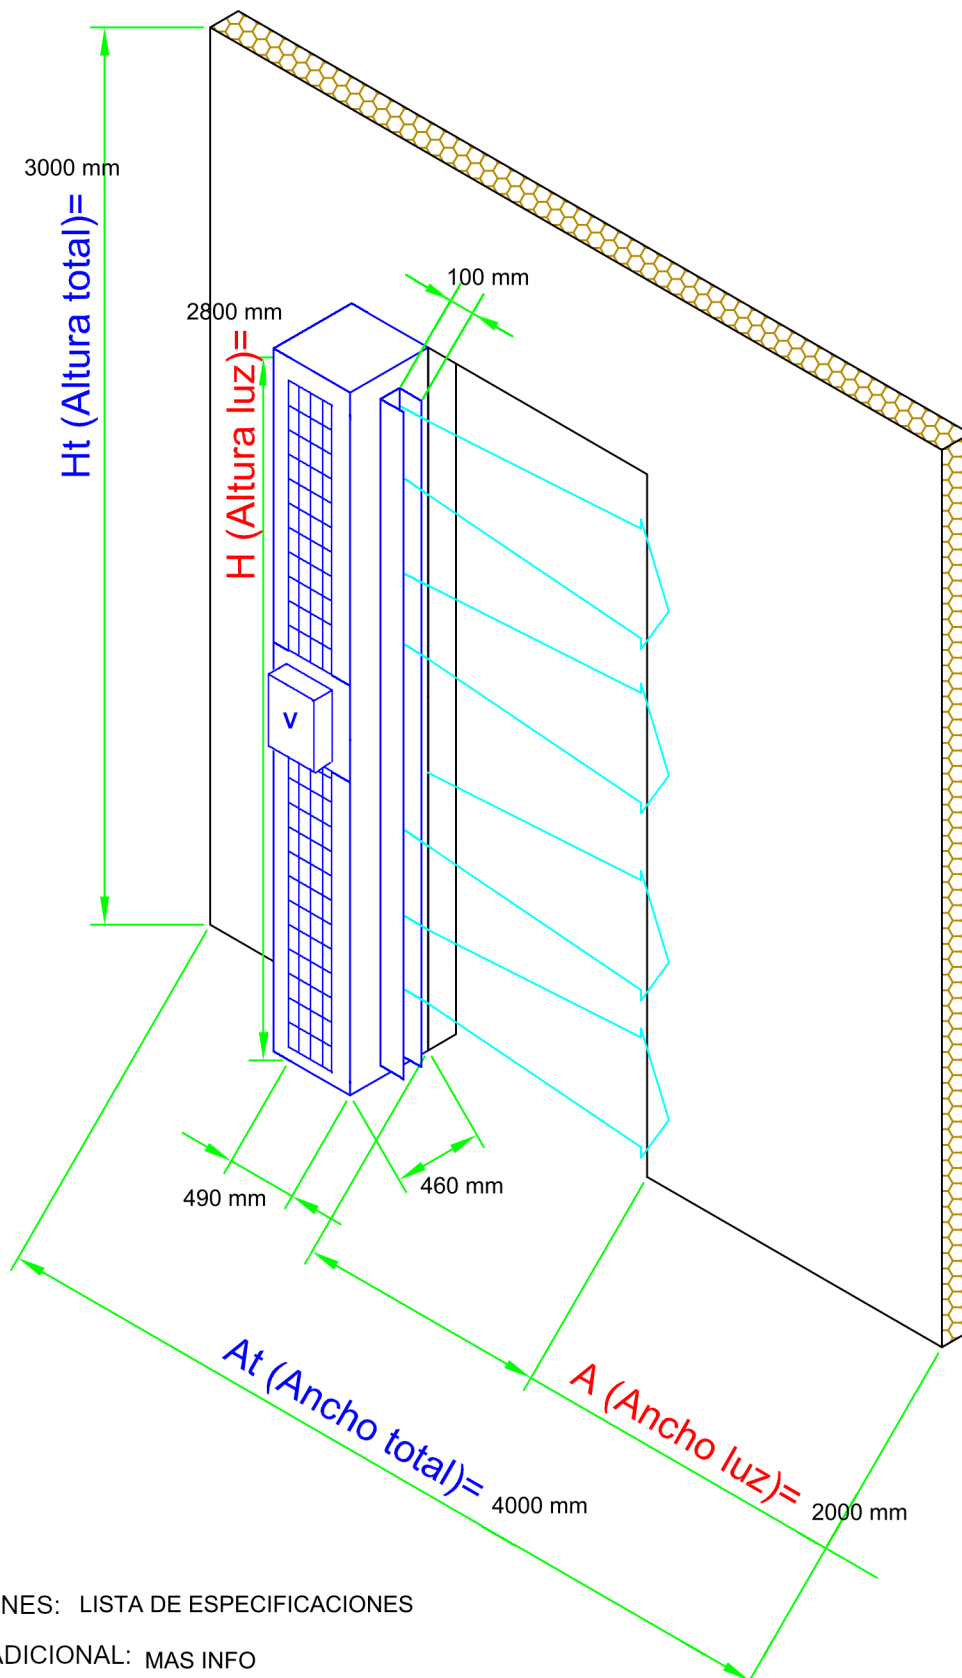 3000 mm
Ht (Altura total)=
100 mm
2800 mm
H (Altura luz)=
V
460 mm
490 mm
At (Ancho total)=
4000 mm
A (Ancho luz)=
2000 mm
NES: LISTA DE ESPECIFICACIONES
ADICIONAL: MAS INFO